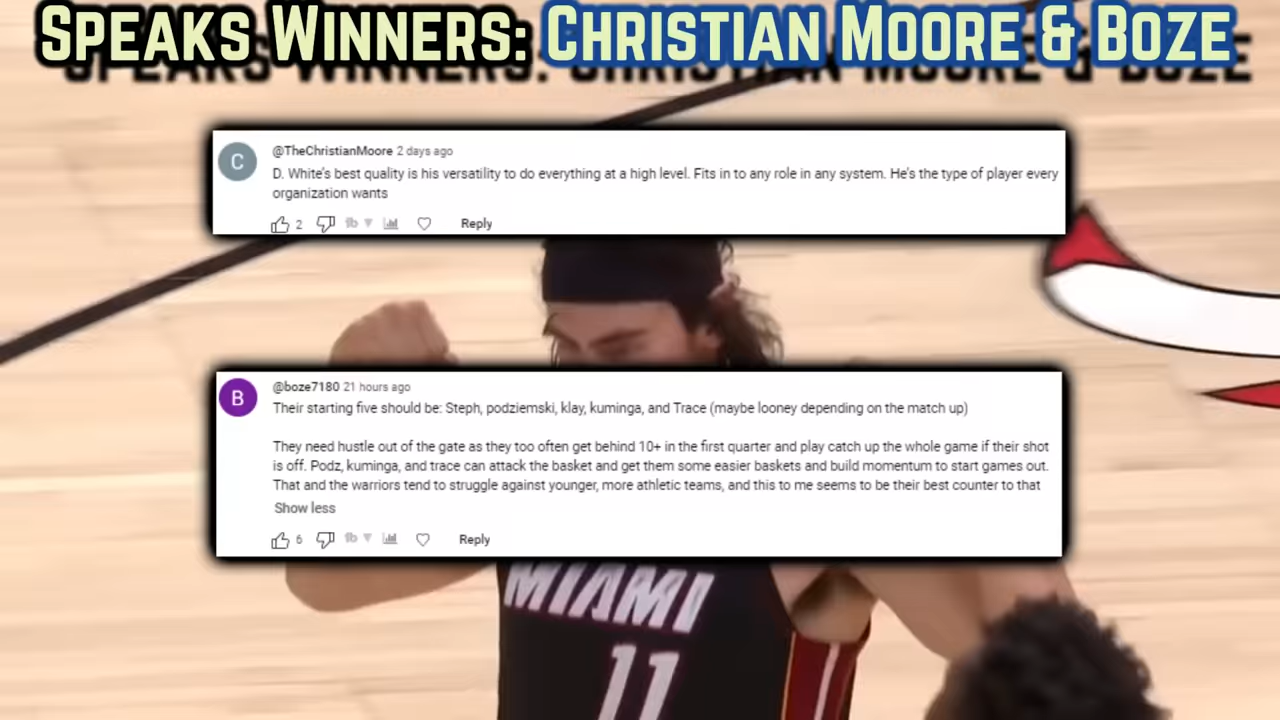 SPEAKS WINNERS: CHRISTIAN MOORE & BOZE
C
@TheChristianMoore 2 days ago
D. White's best quality is his versatility to do everything at a high level. Fits in to any role in any system. He's the type of player every
organization wants
2
Reply
B
@boze7180 21 hours ago
Their starting five should be: Steph, podziemski, klay, kuminga, and Trace (maybe looney depending on the match up)
They need hustle out of the gate as they too often get behind 10+ in the first quarter and play catch up the whole game if their shot
is off. Podz, kuminga, and trace can attack the basket and get them some easier baskets and build momentum to start games out.
That and the warriors tend to struggle against younger, more athletic teams, and this to me seems to be their best counter to that
Show less
6
Reply
MIAMI
11